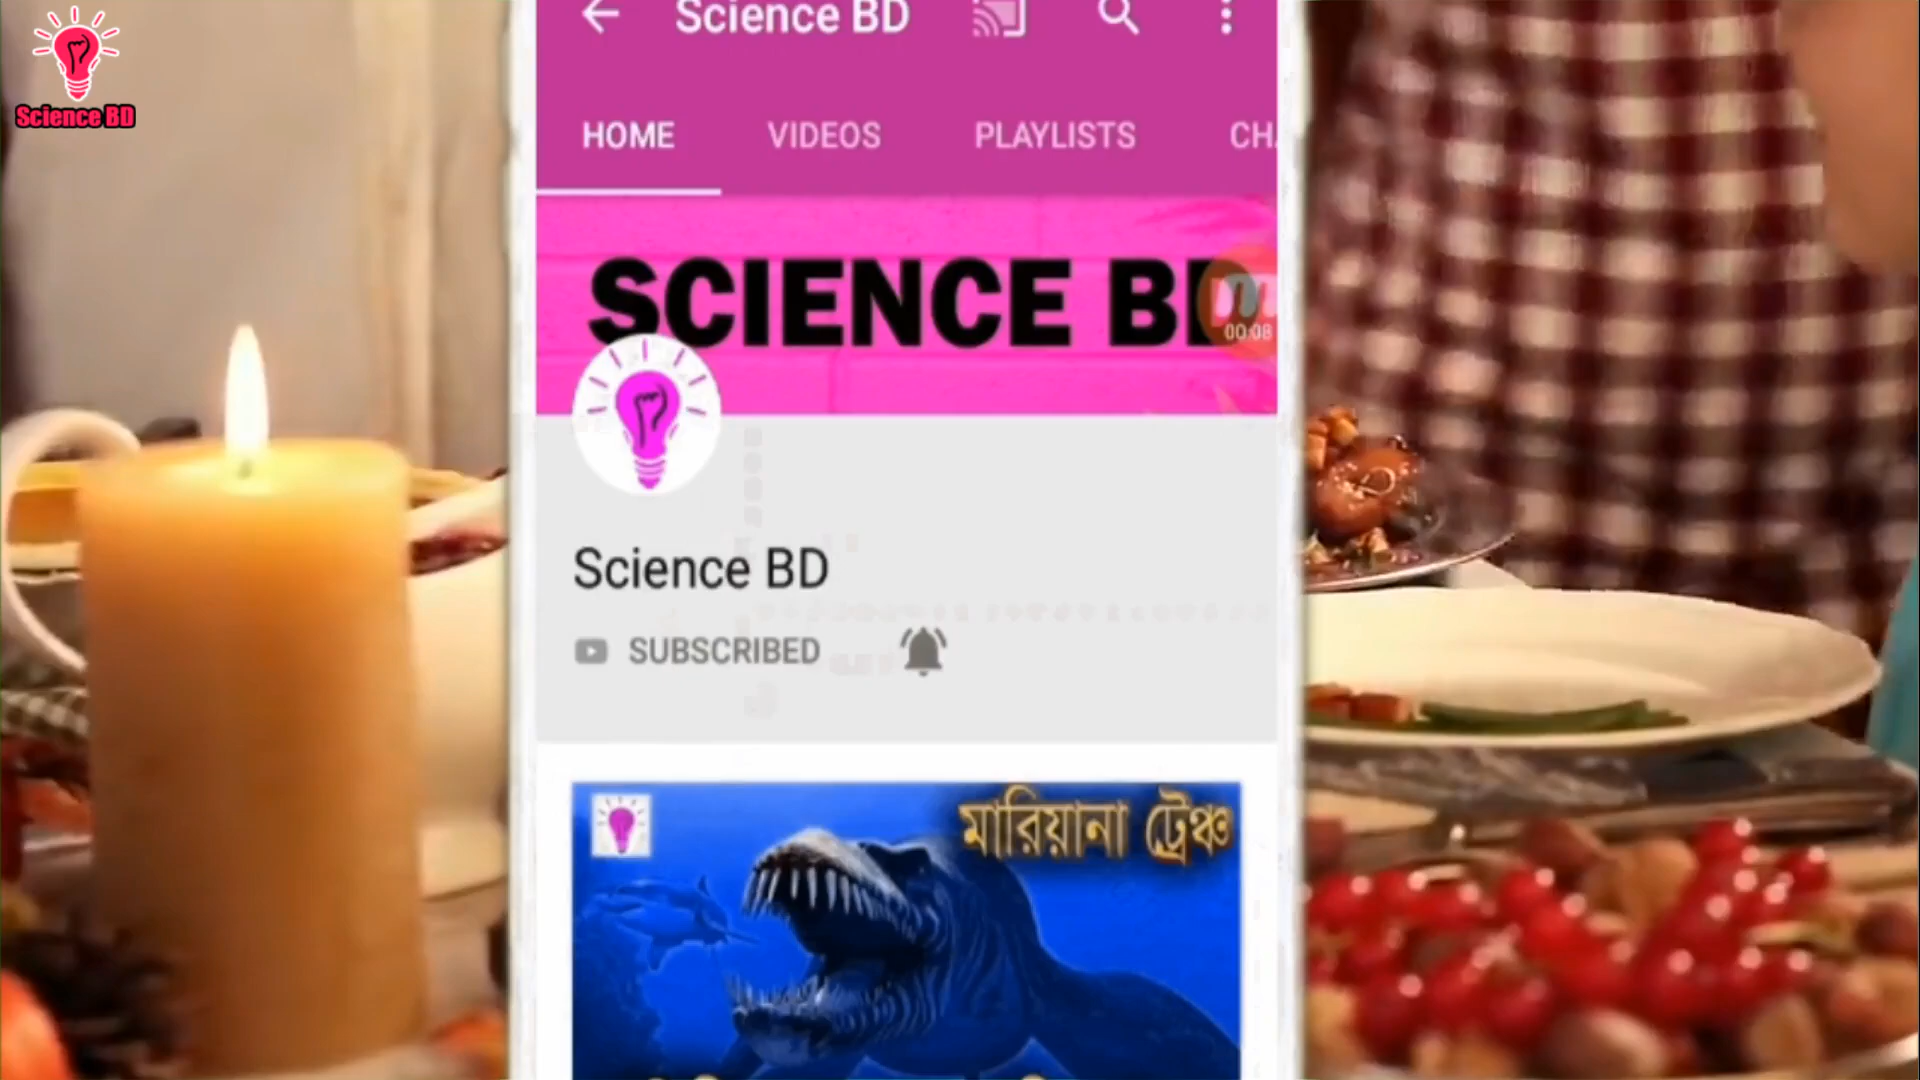 Science BD
Science BD
HOME VIDEOS PLAYLISTS
SCIENCE BD
00:08
Science BD
SUBSCRIBED
মারিয়ানা ট্রেঞ্চ